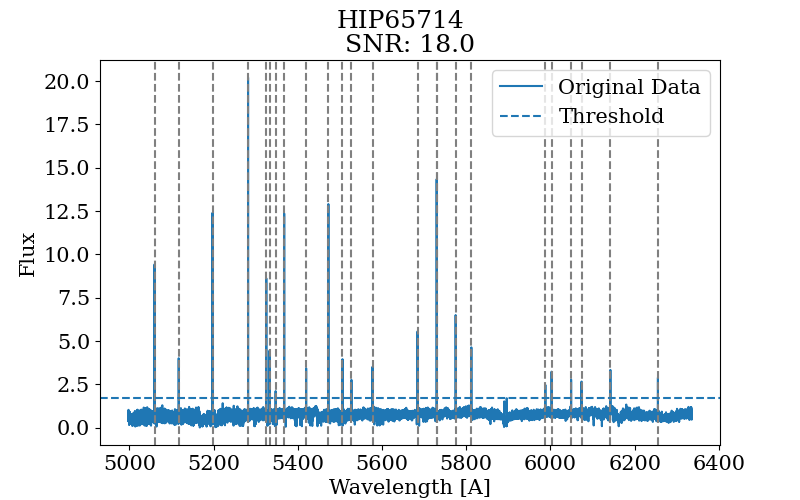 HIP65714
SNR: 18.0
Original Data
Threshold
Flux
20.0
17.5
15.0
12.5
10.0
7.5
5.0
2.5
0.0
5000 5200 5400 5600 5800 6000 6200 6400
Wavelength [A]